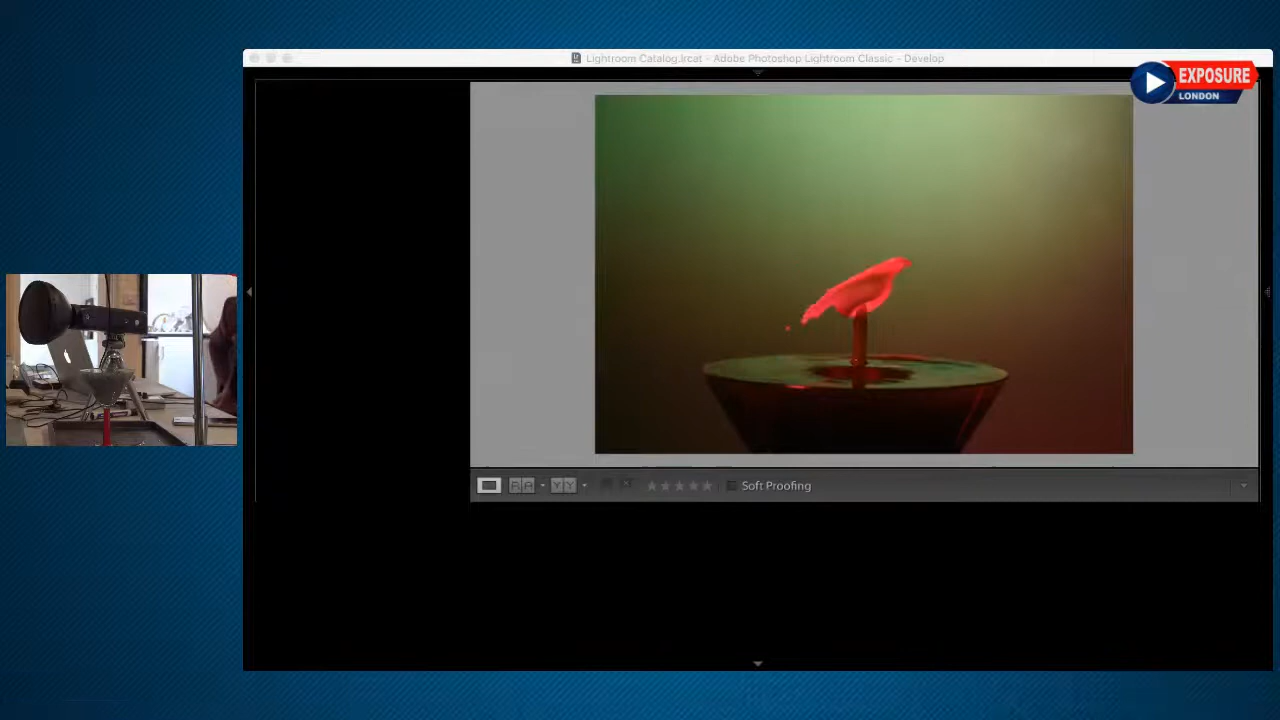 Lightroom Catalog.lrcat - Adobe Photoshop Lightroom Classic - Develop
EXPOSURE
LONDON
Soft Proofing